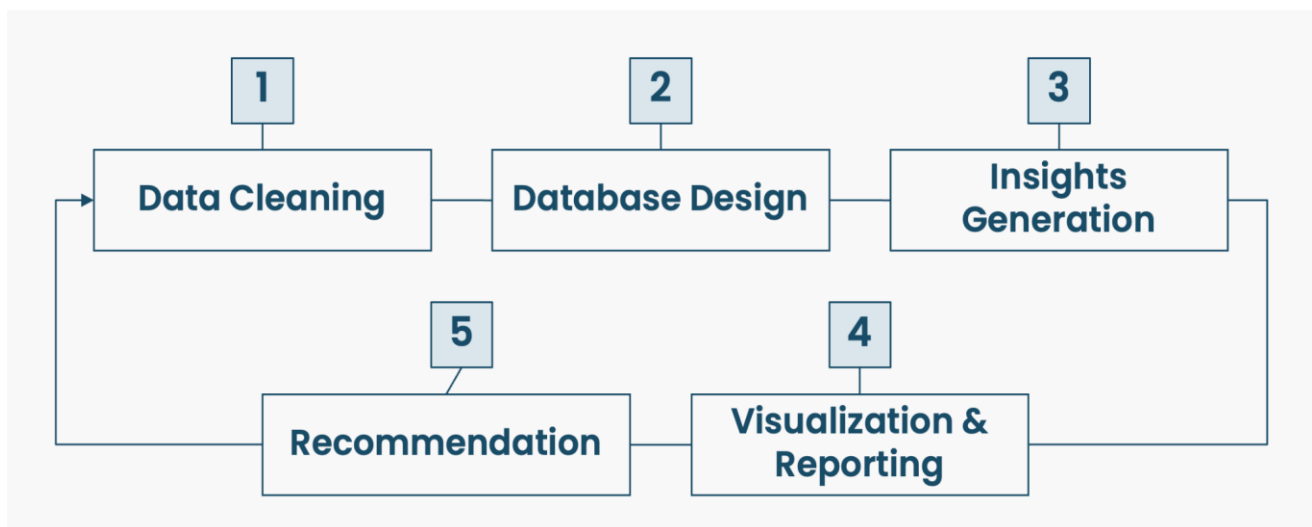 1
2
3
Data Cleaning
Database Design
Insights
Generation
5
4
Recommendation
Visualization &
Reporting